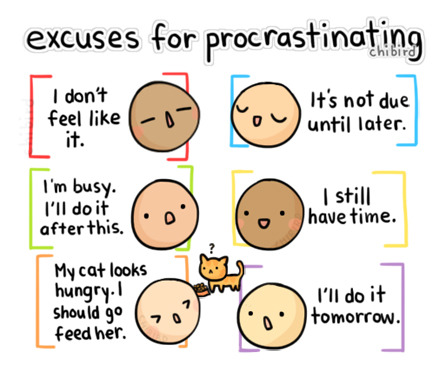 excuses for procrastinating
chibird
I don't
feel like
it.
It's not due
until later.
I'm busy.
I'll do it
after this.
I still
have time.
My cat looks
hungry. I
should go
feed her.
?
I'll do it
tomorrow.